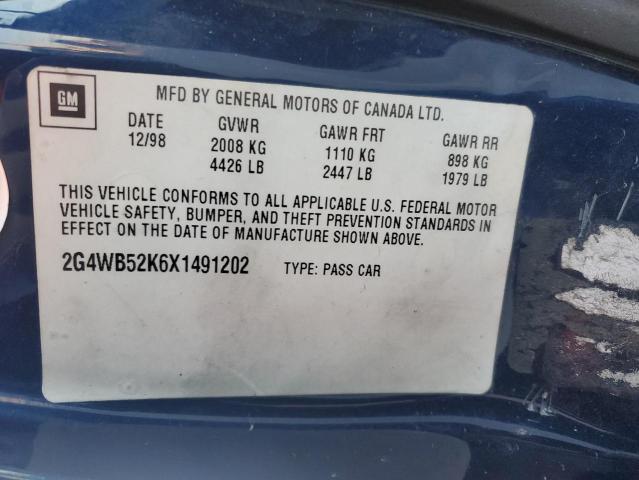 GM
MFD BY GENERAL MOTORS OF CANADA LTD.
DATE GVWR GAWR FRT GAWR RR
12/98 2008 KG 1110 KG 898 KG
4426 LB 2447 LB 1979 LB
THIS VEHICLE CONFORMS TO ALL APPLICABLE U.S. FEDERAL MOTOR
VEHICLE SAFETY, BUMPER, AND THEFT PREVENTION STANDARDS IN
EFFECT ON THE DATE OF MANUFACTURE SHOWN ABOVE.
2G4WB52K6X1491202 TYPE: PASS CAR